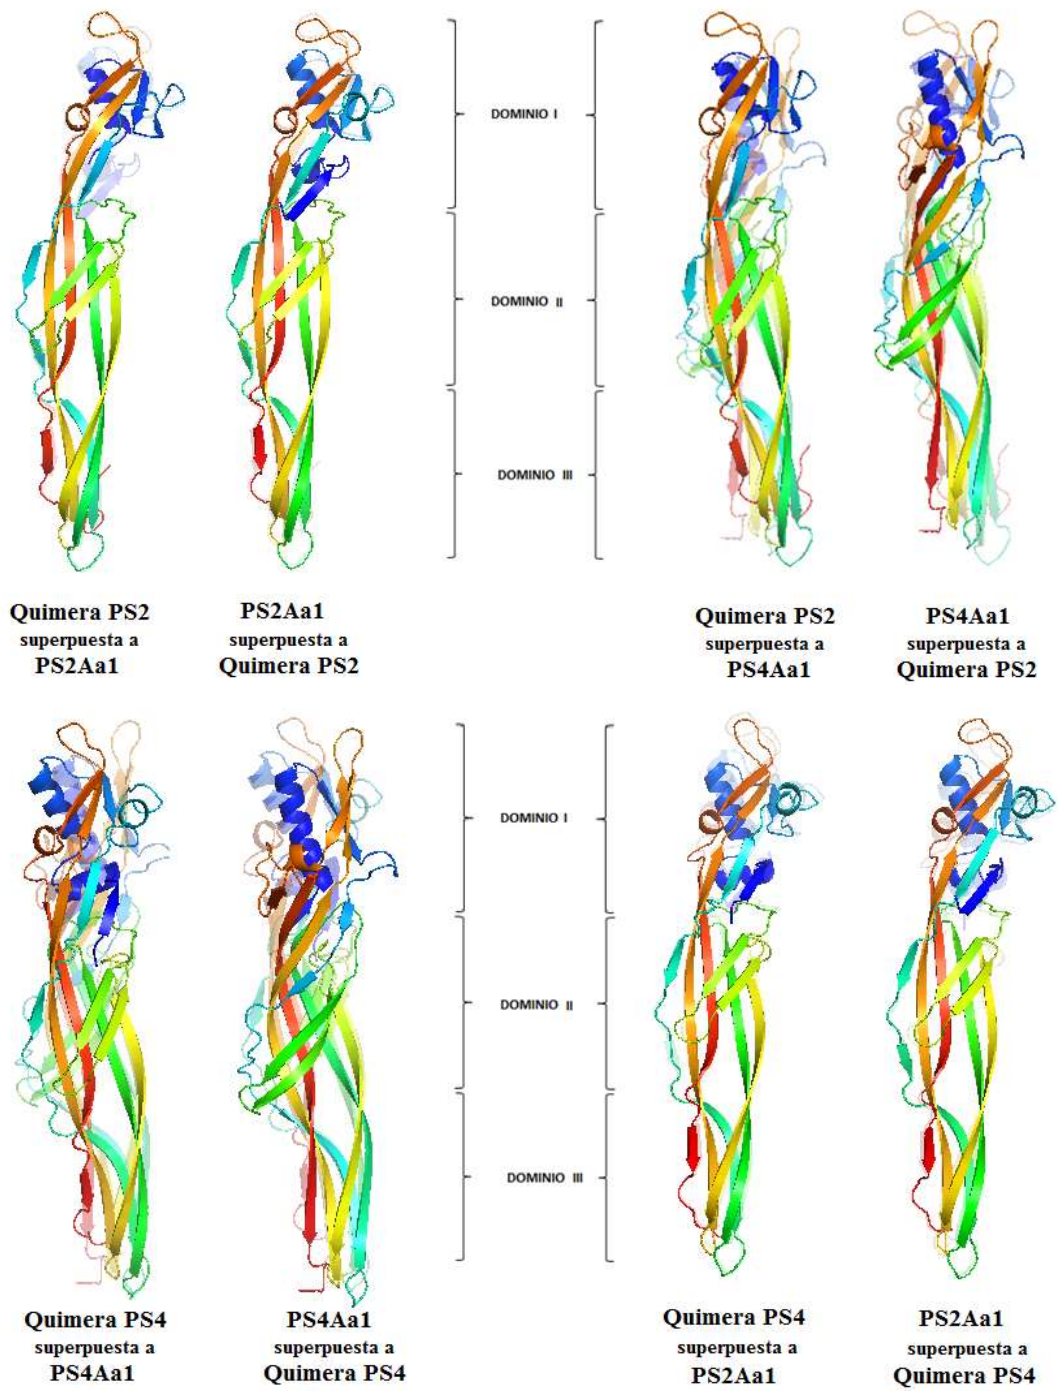 DOMINIO I
DOMINIO II
DOMINIO III
Quimera PS2
superpuesta a
PS2Aa1
PS2Aa1
superpuesta a
Quimera PS2
Quimera PS2
superpuesta a
PS4Aa1
PS4Aa1
superpuesta a
Quimera PS2
DOMINIO I
DOMINIO II
DOMINIO III
Quimera PS4
superpuesta a
PS4Aa1
PS4Aa1
superpuesta a
Quimera PS4
Quimera PS4
superpuesta a
PS2Aa1
PS2Aa1
superpuesta a
Quimera PS4